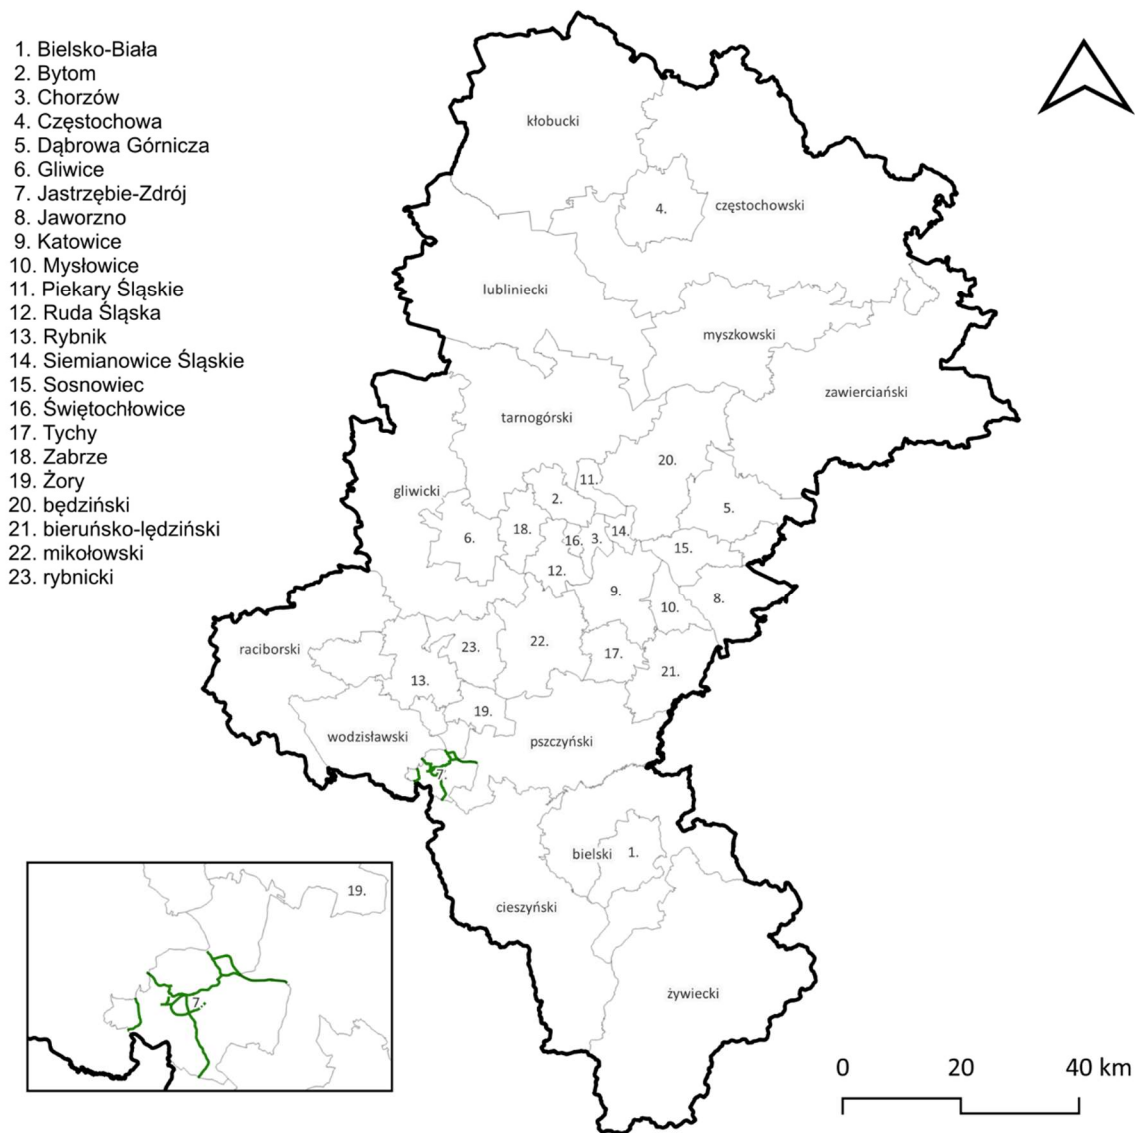 1. Bielsko-Biała
2. Bytom
3. Chorzów
4. Częstochowa
5. Dąbrowa Górnicza
6. Gliwice
7. Jastrzębie-Zdrój
8. Jaworzno
9. Katowice
10. Mysłowice
11. Piekary Śląskie
12. Ruda Śląska
13. Rybnik
14. Siemianowice Śląskie
15. Sosnowiec
16. Świętochłowice
17. Tychy
18. Zabrze
19. Żory
20. będziński
21. bieruńsko-lędziński
22. mikołowski
23. rybnicki
kłobucki
4.
częstochowski
lubliniecki
myszkowski
zawierciański
tarnogórski
20.
11.
gliwicki
2.
5.
6.
18.
16.
3.
14.
15.
12.
9.
10.
8.
raciborski
23.
22.
17.
21.
13.
19.
wodzisławski
pszczyński
7.
bielski
1.
cieszyński
żywiecki
19.
7.
0 20 40 km